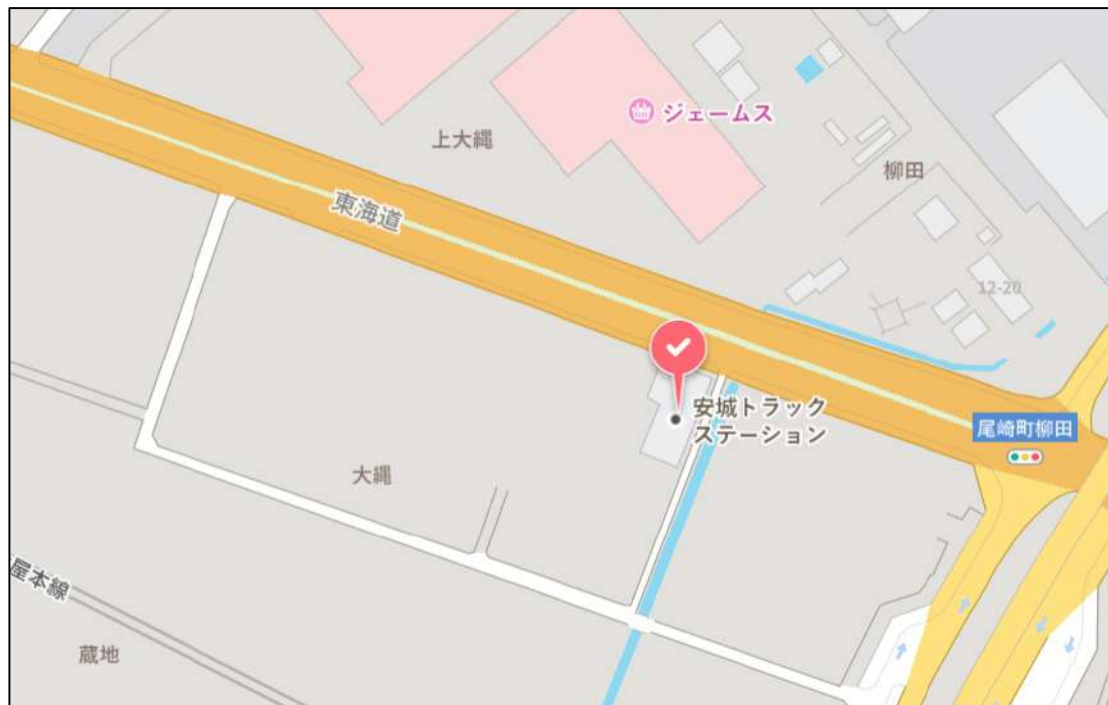 ジェームス
上大縄
柳田
東海道
12-20
安城トラック
ステーション
尾崎町柳田
大縄
屋本線
蔵地